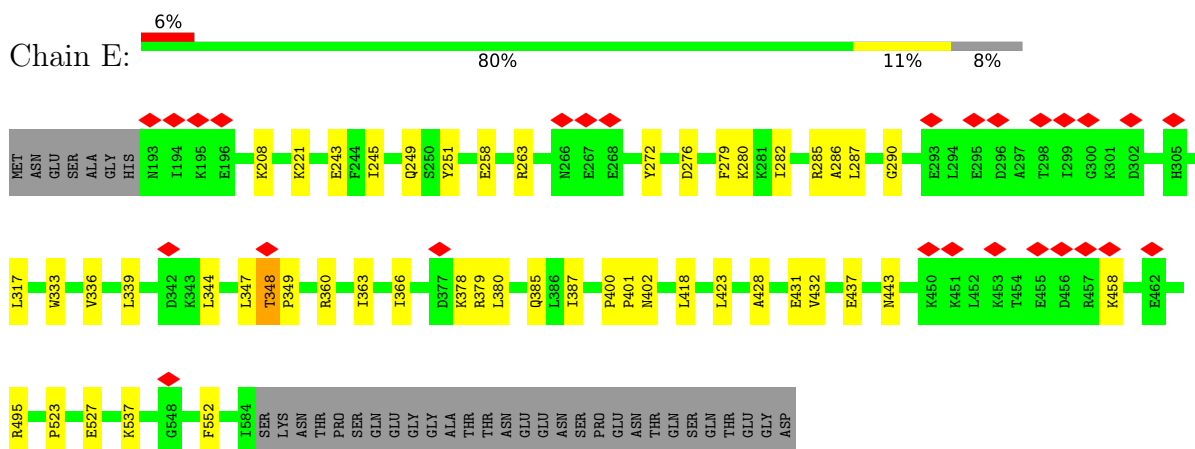 6%
Chain E:
80% 11% 8%
MET ASN GLU SER ALA GLY HIS N193 I194 K195 E196 K208 K221 E243 F244 I245 Q249 S250 Y251 E258 R263 N266 E267 E268 Y272 D276 F279 K280 K281 I282 R285 A286 L287 G290 E293 L294 E295 D296 A297 T298 I299 G300 K301 D302 H305
L317 W333 V336 L339 D342 K343 L344 L347 T348 P349 R360 I363 I366 D377 K378 R379 L380 Q385 L386 I387 P400 P401 N402 L418 L423 A428 E431 V432 E437 N443 K450 K451 L452 K453 T454 E455 D456 R457 K458 E462
R495 P523 E527 K537 G548 F552 I584 SER LYS ASN THR PRO SER GLN GLU GLY GLY ALA THR THR ASN GLU GLU ASN SER PRO GLU ASN THR GLN SER GLN THR GLU GLY ASP